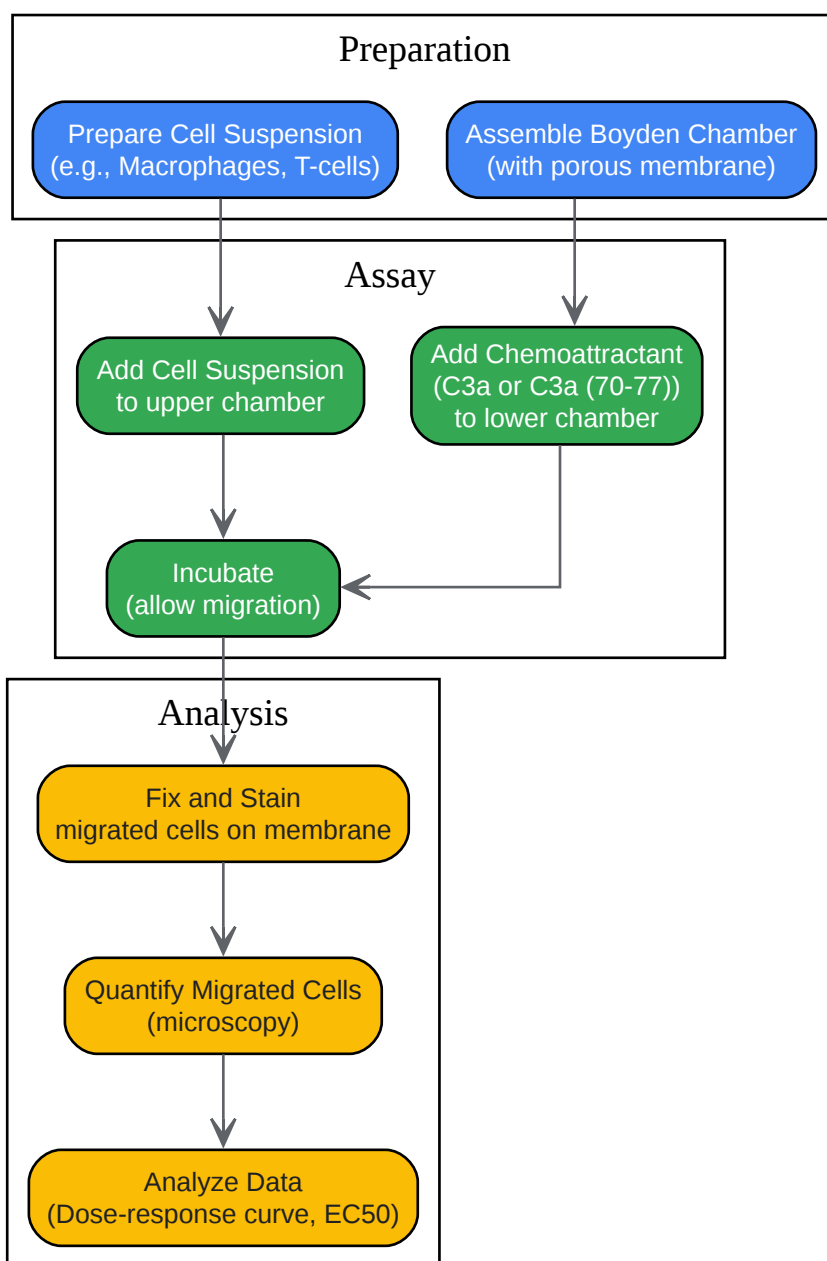 Preparation
Prepare Cell Suspension
(e.g., Macrophages, T-cells)
Assemble Boyden Chamber
(with porous membrane)
Assay
Add Cell Suspension
to upper chamber
Add Chemoattractant
(C3a or C3a (70-77))
to lower chamber
Incubate
(allow migration)
Analysis
Fix and Stain
migrated cells on membrane
Quantify Migrated Cells
(microscopy)
Analyze Data
(Dose-response curve, EC50)